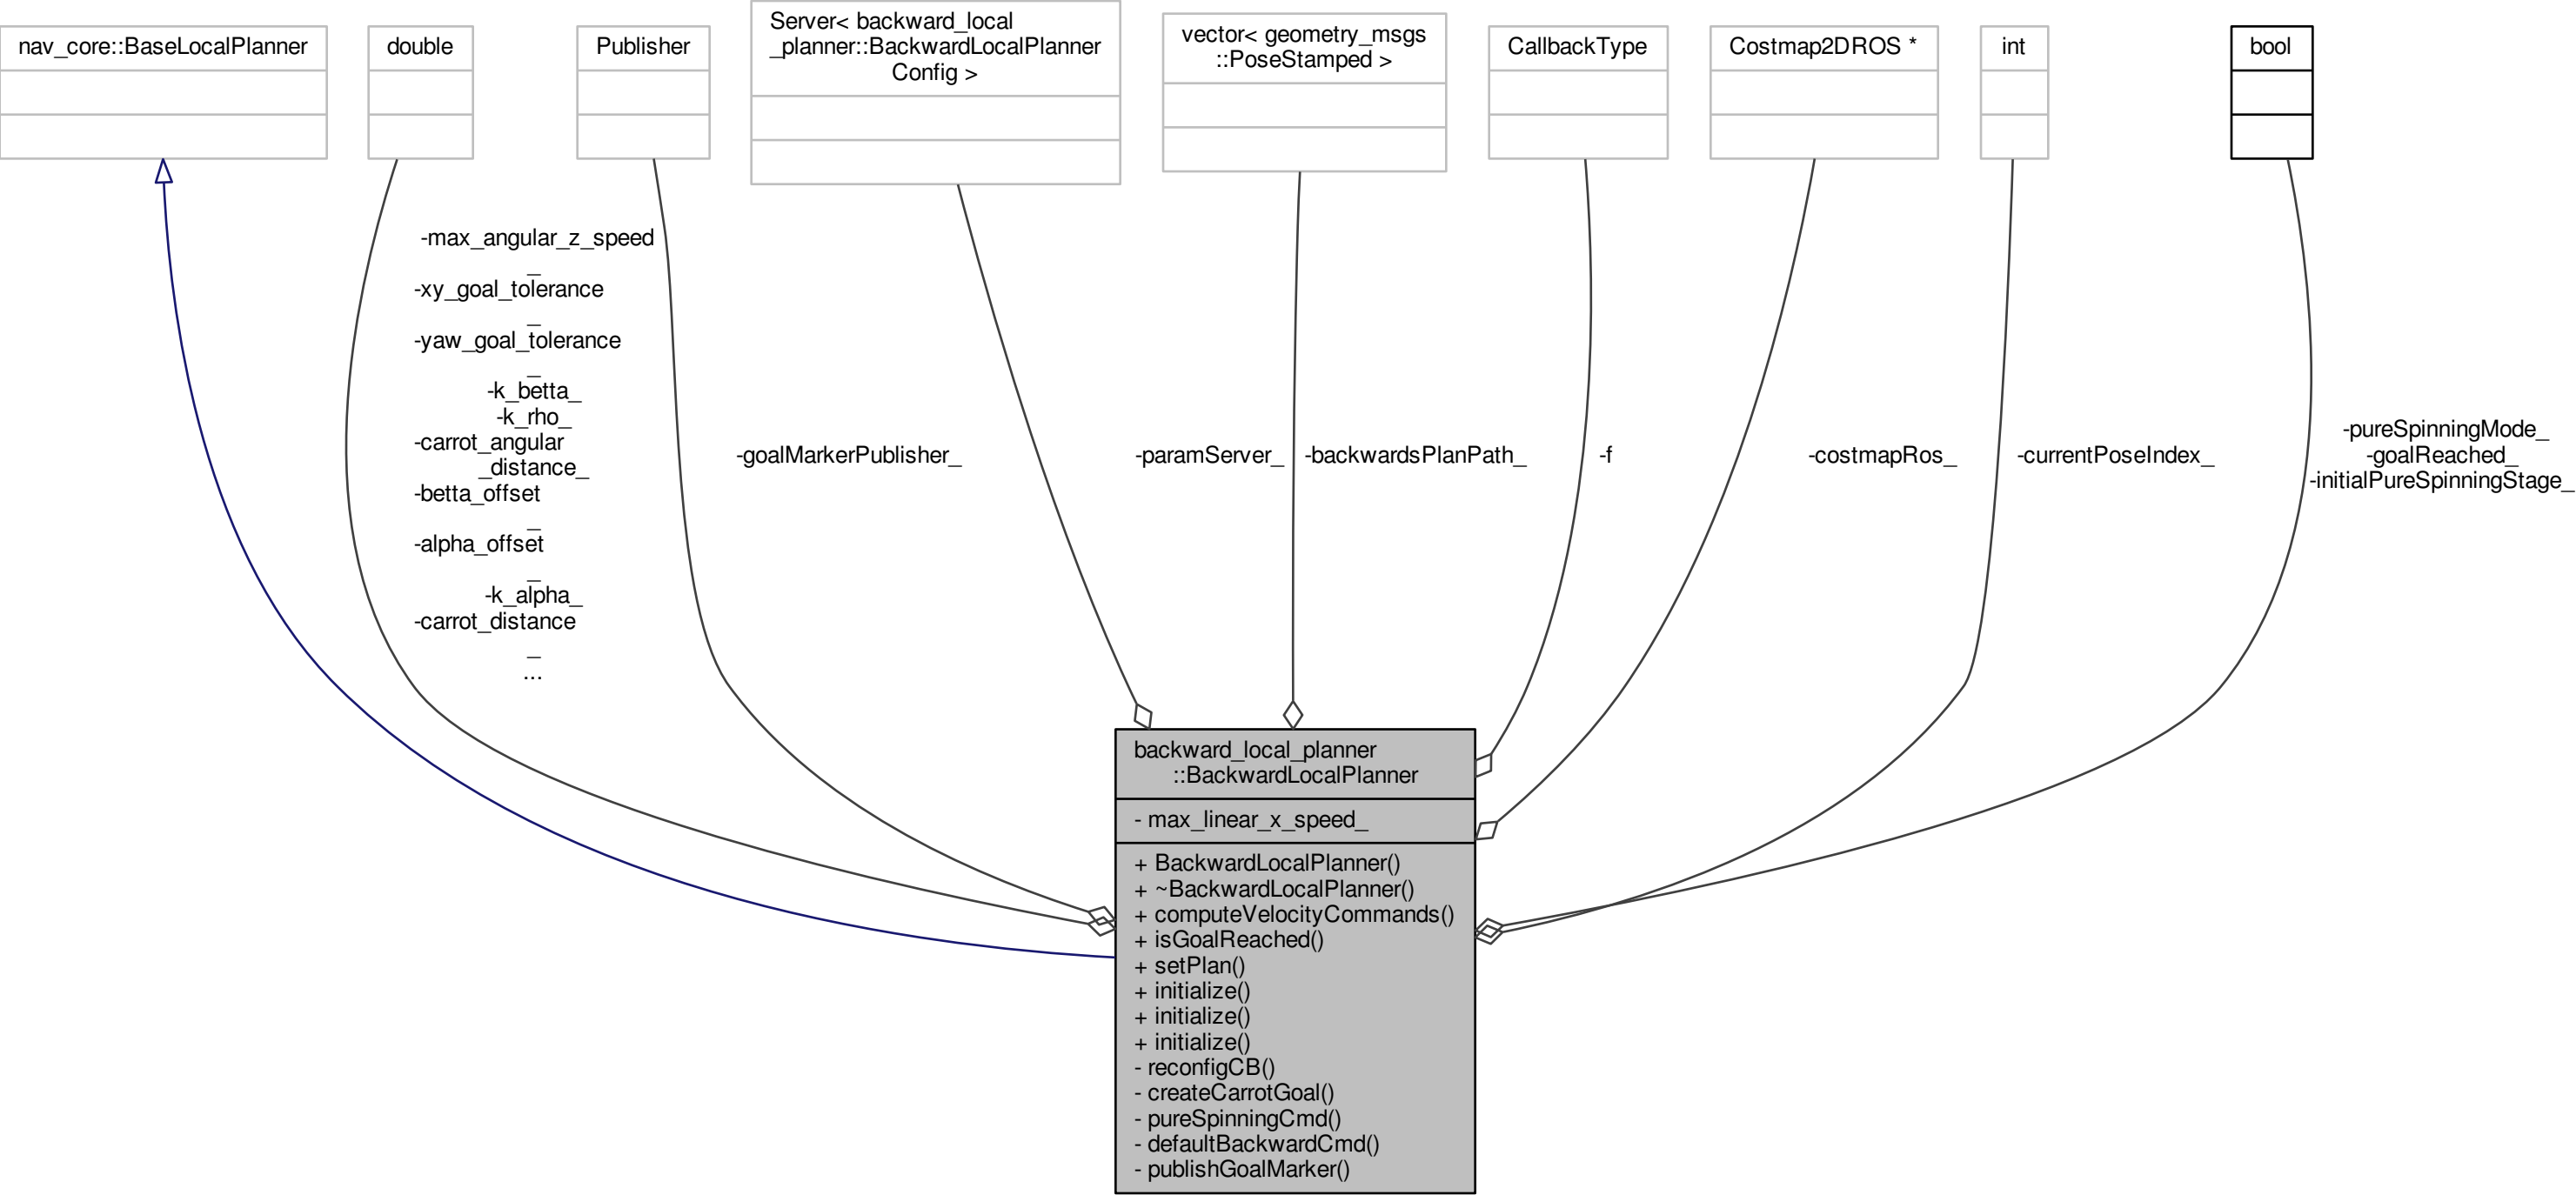 nav_core::BaseLocalPlanner
double
Publisher
Server< backward_local
_planner::BackwardLocalPlanner
Config >
vector< geometry_msgs
::PoseStamped >
CallbackType
Costmap2DROS *
int
bool
-max_angular_z_speed
_
-xy_goal_tolerance
_
-yaw_goal_tolerance
_
-k_betta_
-k_rho_
-carrot_angular
_distance_
-betta_offset
_
-alpha_offset
_
-k_alpha_
-carrot_distance
_
...
-goalMarkerPublisher_
-paramServer_
-backwardsPlanPath_
-f
-costmapRos_
-currentPoseIndex_
-pureSpinningMode_
-goalReached_
-initialPureSpinningStage_
backward_local_planner
::BackwardLocalPlanner
- max_linear_x_speed_
+ BackwardLocalPlanner()
+ ~BackwardLocalPlanner()
+ computeVelocityCommands()
+ isGoalReached()
+ setPlan()
+ initialize()
+ initialize()
+ initialize()
- reconfigCB()
- createCarrotGoal()
- pureSpinningCmd()
- defaultBackwardCmd()
- publishGoalMarker()